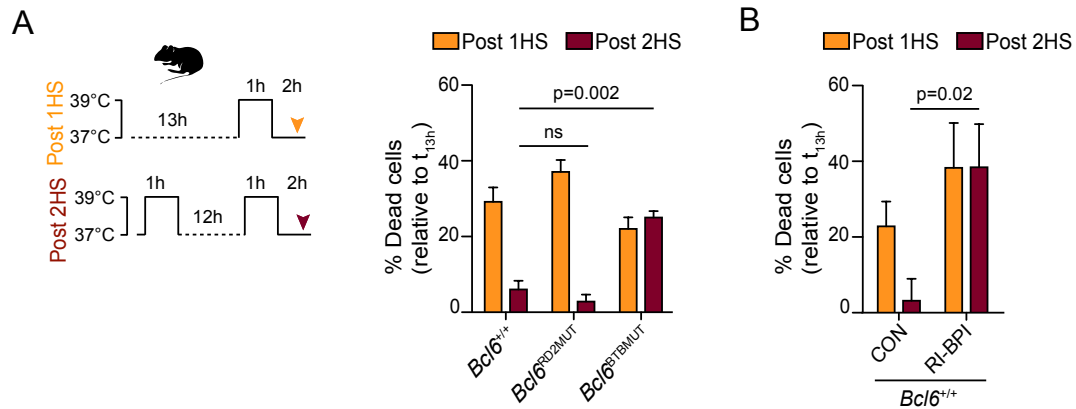 A
Post 1HS
39°C
37°C
13h
1h
2h
Post 2HS
39°C
37°C
1h
12h
1h
2h
Post 1HS Post 2HS
% Dead cells
(relative to t13h)
60
40
20
0
p=0.002
ns
Bcl6+/+
Bcl6RD2MUT
Bcl6BTBMUT
B
Post 1HS Post 2HS
% Dead cells
(relative to t13h)
60
40
20
0
p=0.02
CON
RI-BPI
Bcl6+/+